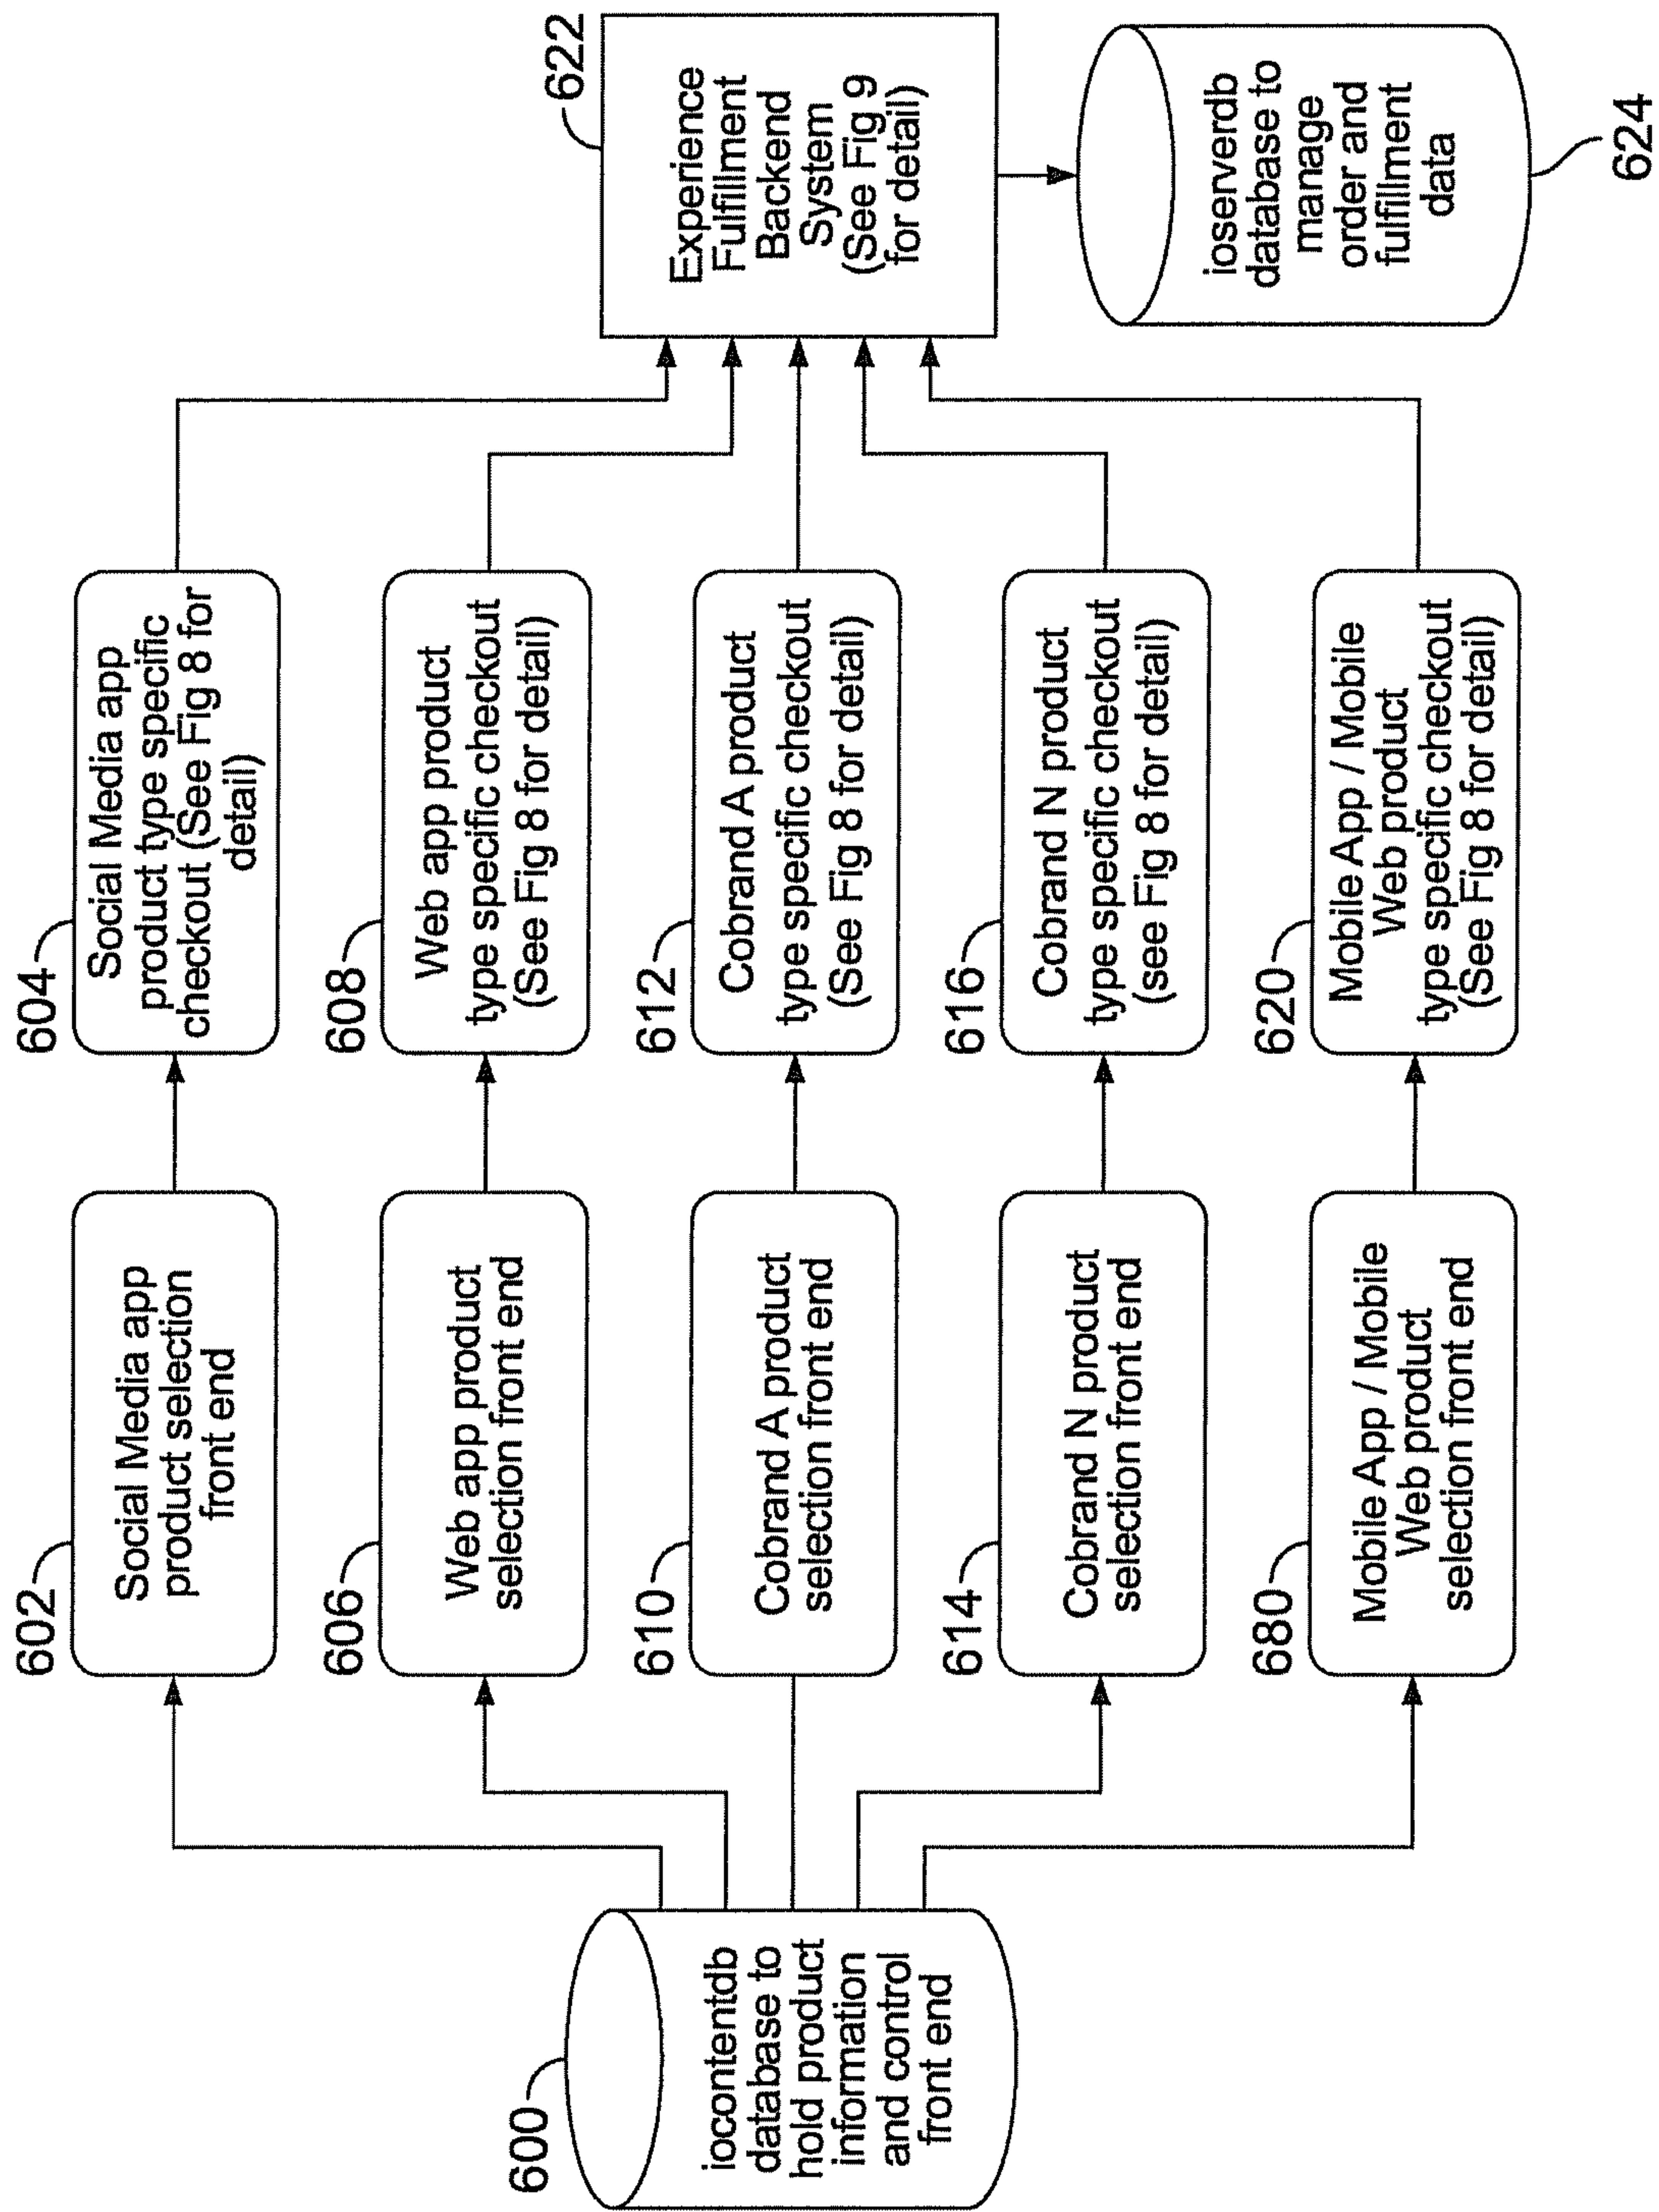 600
iocontentdb
database to
hold product
information
and control
front end
602
Social Media app
product selection
front end
604
Social Media app
product type specific
checkout (See Fig 8 for
detail)
606
Web app product
selection front end
608
Web app product
type specific checkout
(See Fig 8 for detail)
610
Cobrand A product
selection front end
612
Cobrand A product
type specific checkout
(See Fig 8 for detail)
614
Cobrand N product
selection front end
616
Cobrand N product
type specific checkout
(see Fig 8 for detail)
680
Mobile App / Mobile
Web product
selection front end
620
Mobile App / Mobile
Web product
type specific checkout
(See Fig 8 for detail)
622
Experience
Fulfillment
Backend
System
(See Fig 9
for detail)
ioserverdb
database to
manage
order and
fulfillment
data
624